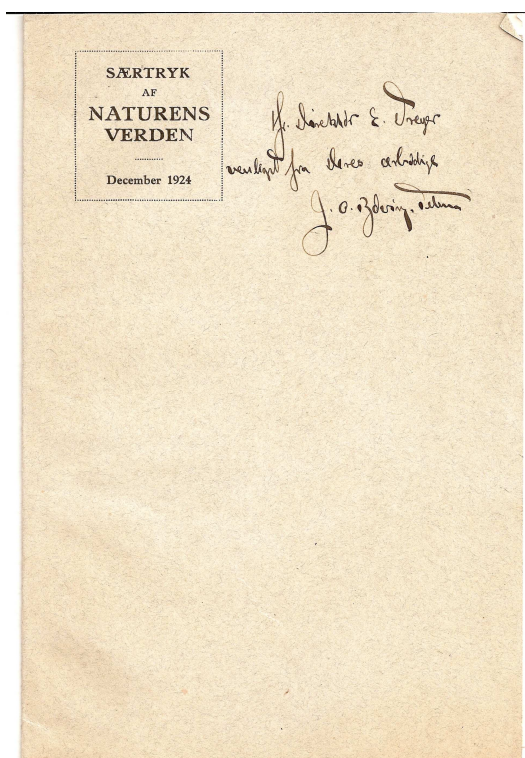 SÆRTRYK
AF
NATURENS
VERDEN
December 1924
Hr. Direktør E. Dreyer
venligst fra Deres ærbødige
J. O. Bøving-Petersen